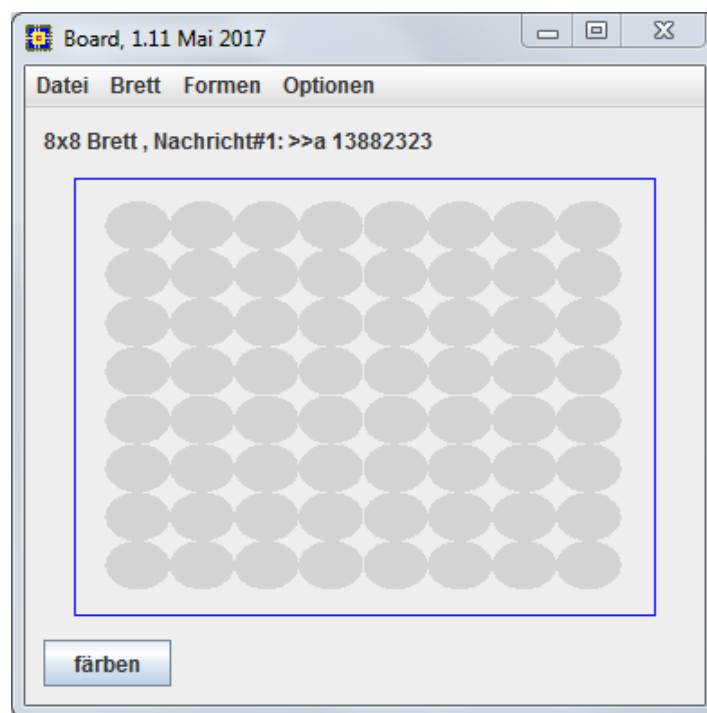 Board, 1.11 Mai 2017
Datei Brett Formen Optionen
8x8 Brett , Nachricht#1: >>a 13882323
färben